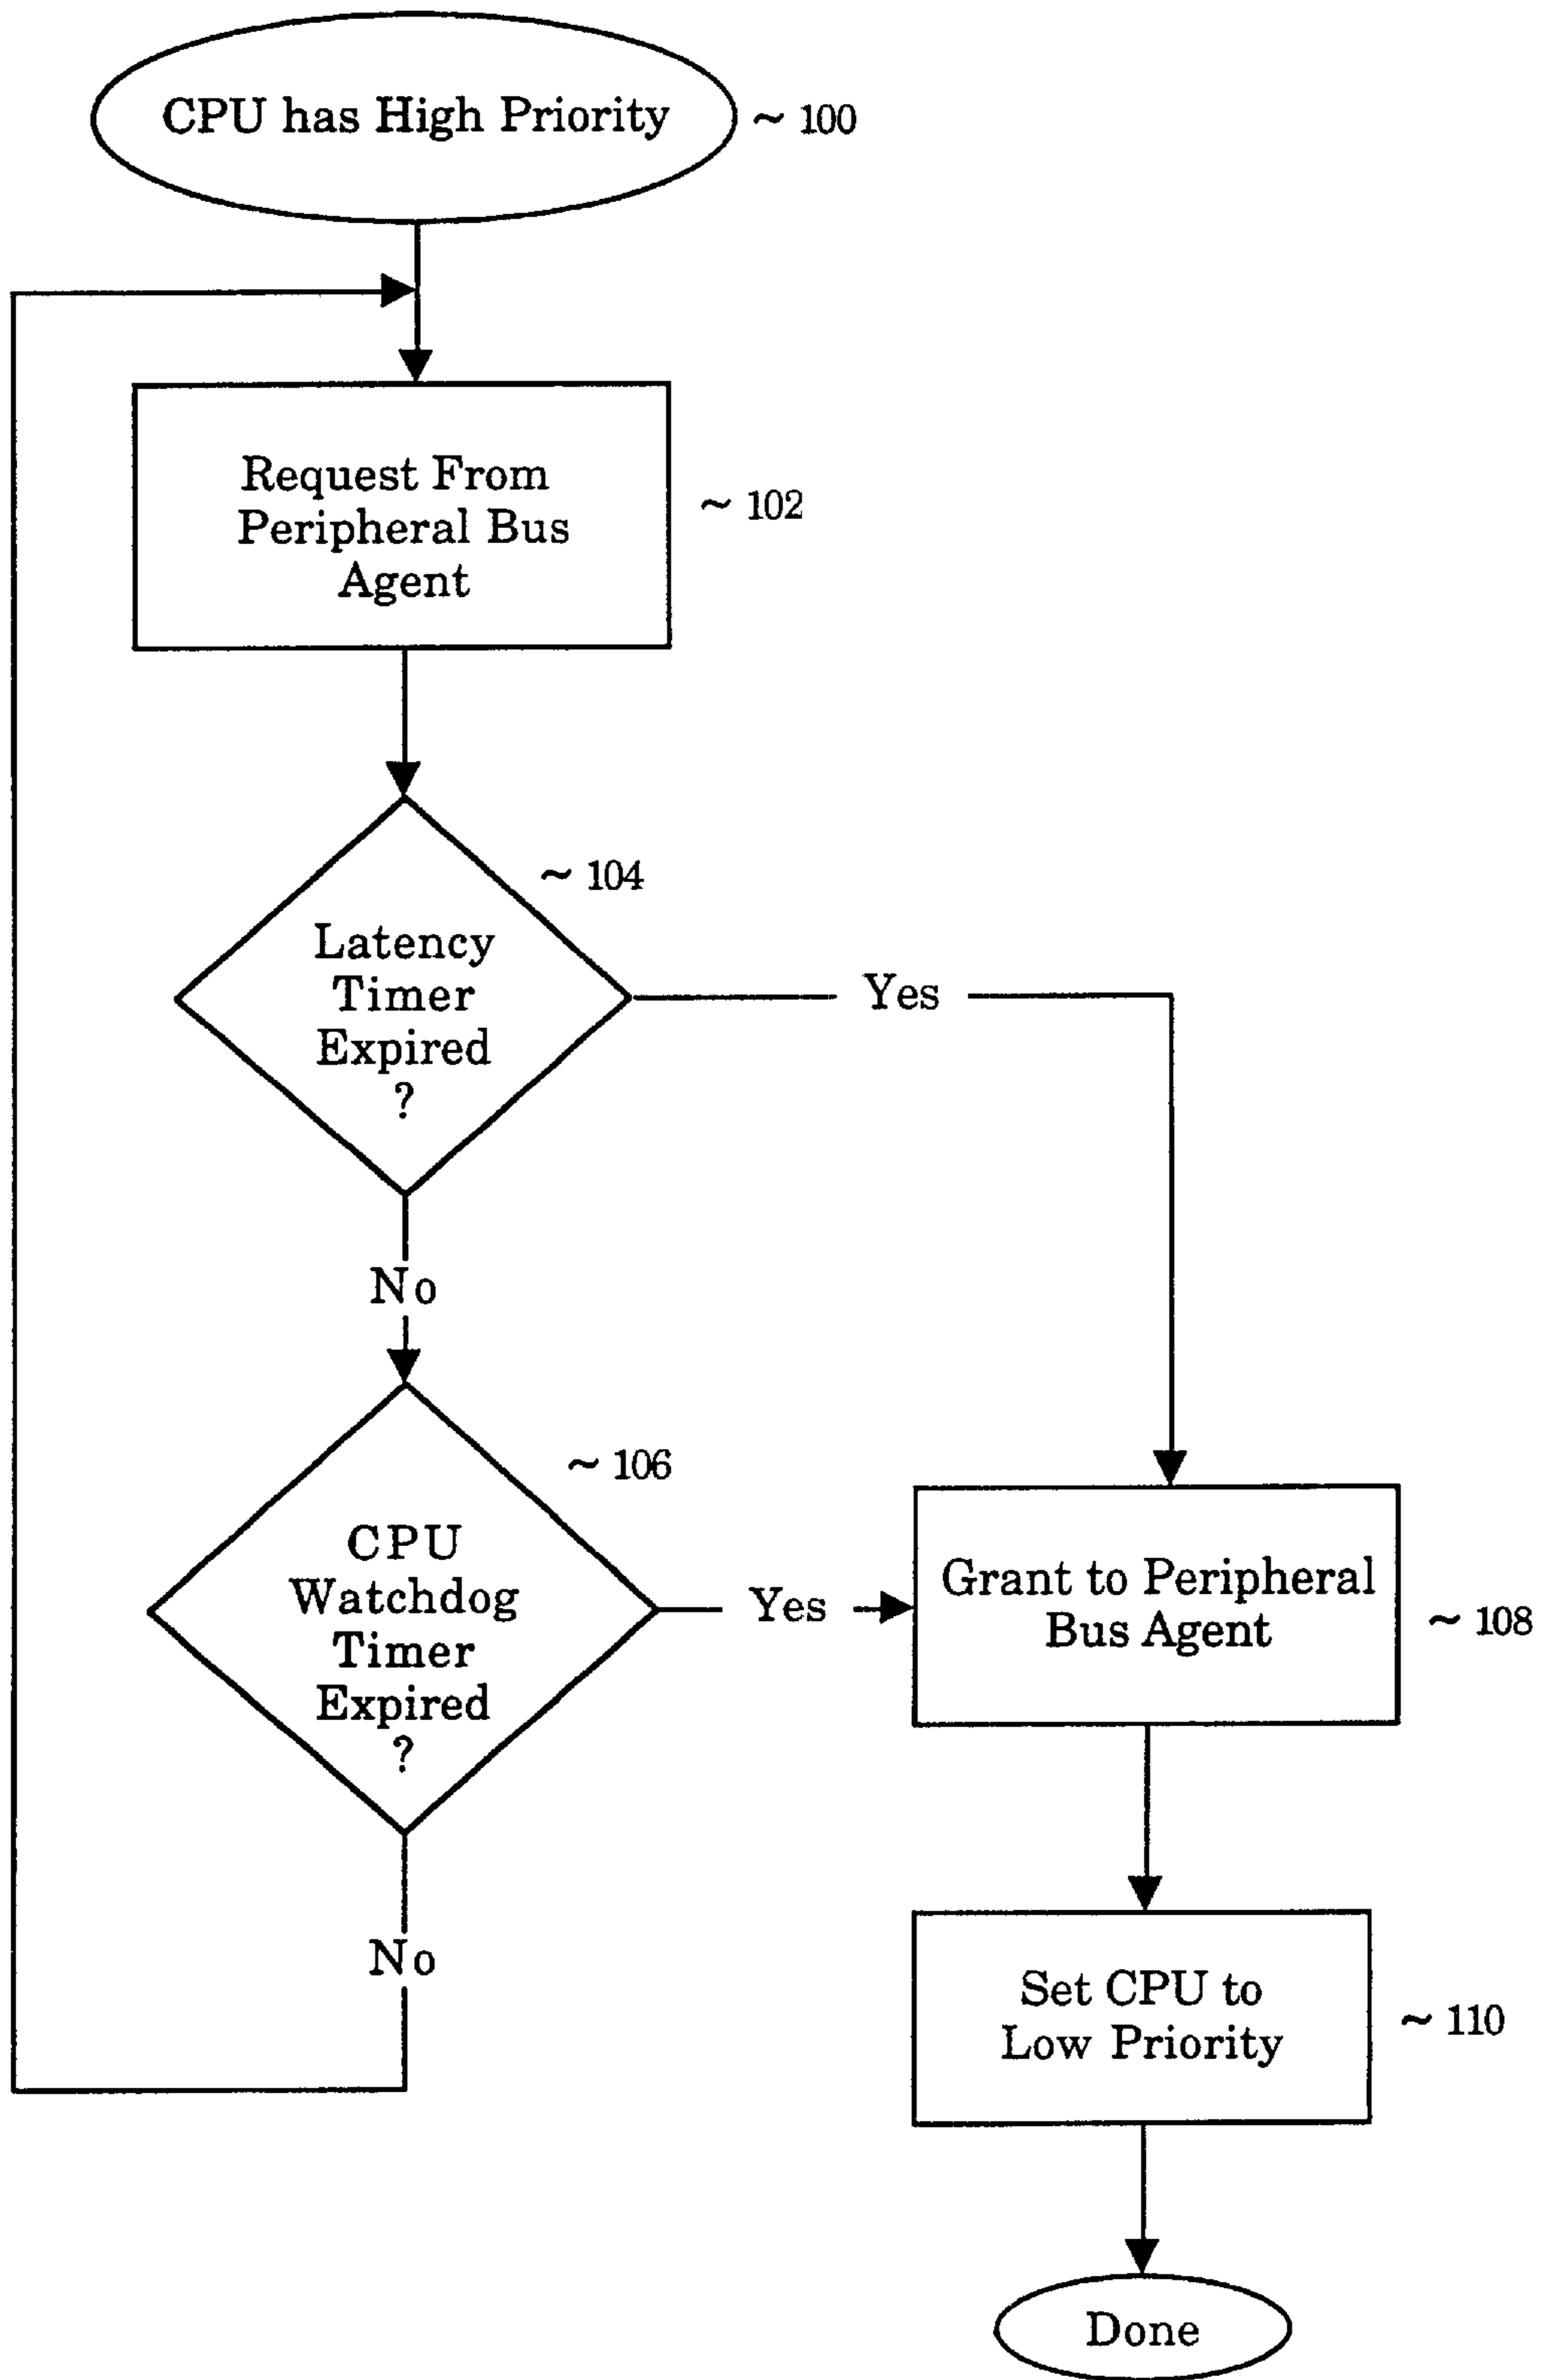 CPU has High Priority
~ 100
Request From
Peripheral Bus
Agent
~ 102
~ 104
Latency
Timer
Expired
?
Yes
No
~ 106
CPU
Watchdog
Timer
Expired
?
Yes
Grant to Peripheral
Bus Agent
~ 108
No
Set CPU to
Low Priority
~ 110
Done